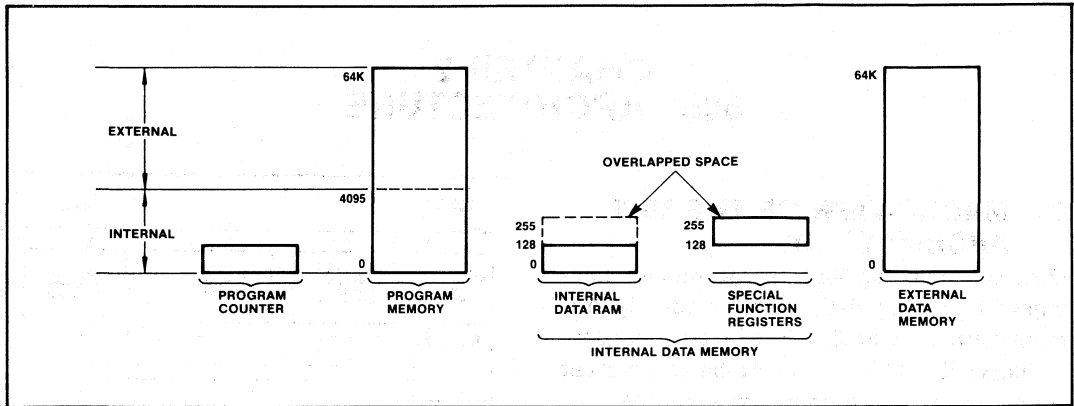 64K
64K
EXTERNAL
OVERLAPPED SPACE
4095
INTERNAL
255
128
0
255
128
0
0
PROGRAM
COUNTER
PROGRAM
MEMORY
INTERNAL
DATA RAM
SPECIAL
FUNCTION
REGISTERS
EXTERNAL
DATA
MEMORY
INTERNAL DATA MEMORY